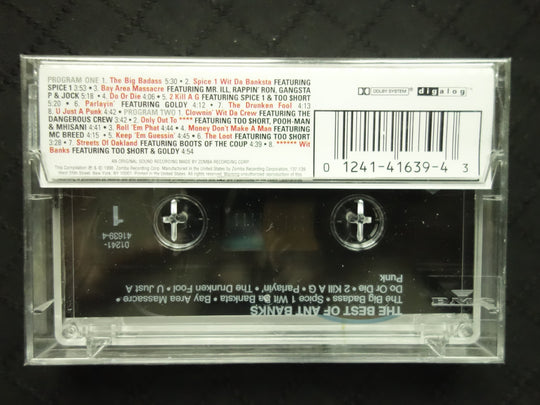 PROGRAM ONE 1. The Big Badass 5:30 • 2. Spice 1 Wit Da Banksta FEATURING
SPICE 1 3:53 • 3. Bay Area Massacre FEATURING MR. ILL, RAPPIN' RON, GANGSTA
P & JOCK 5:18 • 4. Do Or Die 4:06 • 5. 2 Kill A G FEATURING SPICE 1 & TOO $HORT
5:20 • 6. Parlayin' FEATURING GOLDY 4:12 • 7. The Drunken Fool 4:13
8. U Just A Punk 4:42 • PROGRAM TWO 1. Clownin' Wit Da Crew FEATURING THE
DANGEROUS CREW 3:42 • 2. Only Out To **** FEATURING TOO $HORT, POOH-MAN
& MHISANI 4:41 • 3. Roll 'Em Phat 4:41 • 4. Money Don't Make A Man FEATURING
MC BREED 4:10 • 5. Keep 'Em Guessin' 4:44 • 6. The Loot FEATURING TOO $HORT
3:28 • 7. Streets Of Oakland FEATURING BOOTS OF THE COUP 4:39 • 8. ****** Wit
Banks FEATURING TOO $HORT & GOLDY 4:54
AN ORIGINAL SOUND RECORDING MADE BY ZOMBA RECORDING CORP.
DOLBY SYSTEM
digalog
0 1241-41639-4 3
1
01241-
41639-4
THE BEST OF ANT BANKS
The Big Badass • Spice 1 Wit Da Banksta • Bay Area Massacre •
Do Or Die • 2 Kill A G • Parlayin' • The Drunken Fool • U Just A
Punk